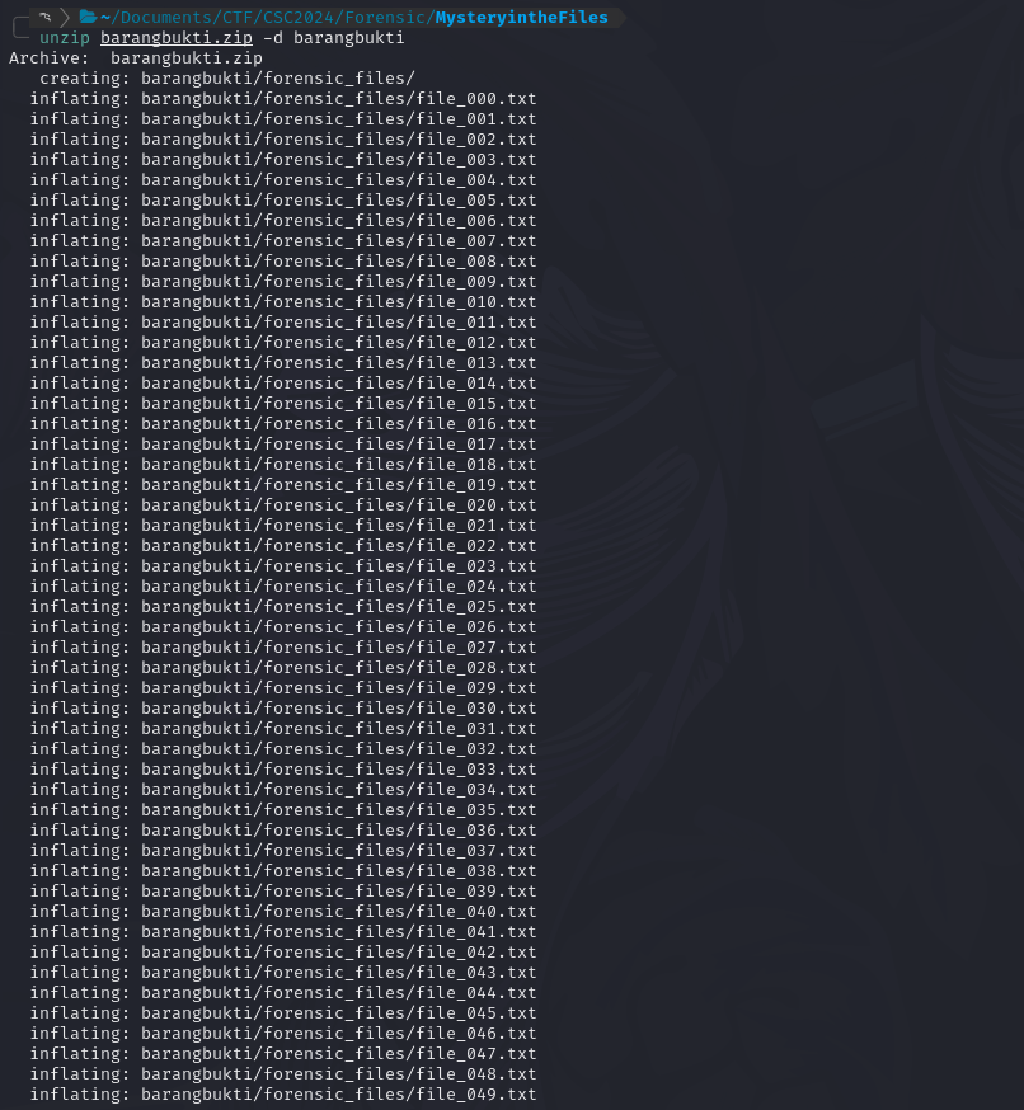 ~/Documents/CTF/CSC2024/Forensic/MysteryintheFiles
unzip barangbukti.zip -d barangbukti
Archive:  barangbukti.zip
   creating: barangbukti/forensic_files/
  inflating: barangbukti/forensic_files/file_000.txt
  inflating: barangbukti/forensic_files/file_001.txt
  inflating: barangbukti/forensic_files/file_002.txt
  inflating: barangbukti/forensic_files/file_003.txt
  inflating: barangbukti/forensic_files/file_004.txt
  inflating: barangbukti/forensic_files/file_005.txt
  inflating: barangbukti/forensic_files/file_006.txt
  inflating: barangbukti/forensic_files/file_007.txt
  inflating: barangbukti/forensic_files/file_008.txt
  inflating: barangbukti/forensic_files/file_009.txt
  inflating: barangbukti/forensic_files/file_010.txt
  inflating: barangbukti/forensic_files/file_011.txt
  inflating: barangbukti/forensic_files/file_012.txt
  inflating: barangbukti/forensic_files/file_013.txt
  inflating: barangbukti/forensic_files/file_014.txt
  inflating: barangbukti/forensic_files/file_015.txt
  inflating: barangbukti/forensic_files/file_016.txt
  inflating: barangbukti/forensic_files/file_017.txt
  inflating: barangbukti/forensic_files/file_018.txt
  inflating: barangbukti/forensic_files/file_019.txt
  inflating: barangbukti/forensic_files/file_020.txt
  inflating: barangbukti/forensic_files/file_021.txt
  inflating: barangbukti/forensic_files/file_022.txt
  inflating: barangbukti/forensic_files/file_023.txt
  inflating: barangbukti/forensic_files/file_024.txt
  inflating: barangbukti/forensic_files/file_025.txt
  inflating: barangbukti/forensic_files/file_026.txt
  inflating: barangbukti/forensic_files/file_027.txt
  inflating: barangbukti/forensic_files/file_028.txt
  inflating: barangbukti/forensic_files/file_029.txt
  inflating: barangbukti/forensic_files/file_030.txt
  inflating: barangbukti/forensic_files/file_031.txt
  inflating: barangbukti/forensic_files/file_032.txt
  inflating: barangbukti/forensic_files/file_033.txt
  inflating: barangbukti/forensic_files/file_034.txt
  inflating: barangbukti/forensic_files/file_035.txt
  inflating: barangbukti/forensic_files/file_036.txt
  inflating: barangbukti/forensic_files/file_037.txt
  inflating: barangbukti/forensic_files/file_038.txt
  inflating: barangbukti/forensic_files/file_039.txt
  inflating: barangbukti/forensic_files/file_040.txt
  inflating: barangbukti/forensic_files/file_041.txt
  inflating: barangbukti/forensic_files/file_042.txt
  inflating: barangbukti/forensic_files/file_043.txt
  inflating: barangbukti/forensic_files/file_044.txt
  inflating: barangbukti/forensic_files/file_045.txt
  inflating: barangbukti/forensic_files/file_046.txt
  inflating: barangbukti/forensic_files/file_047.txt
  inflating: barangbukti/forensic_files/file_048.txt
  inflating: barangbukti/forensic_files/file_049.txt